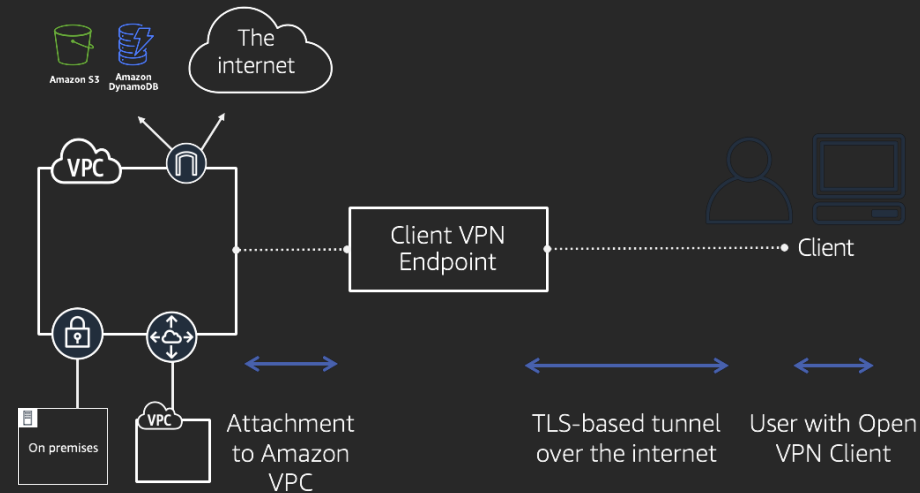 The
internet
Amazon S3
Amazon
DynamoDB
VPC
Client VPN
Endpoint
Client
On premises
VPC
Attachment
to Amazon
VPC
TLS-based tunnel
over the internet
User with Open
VPN Client